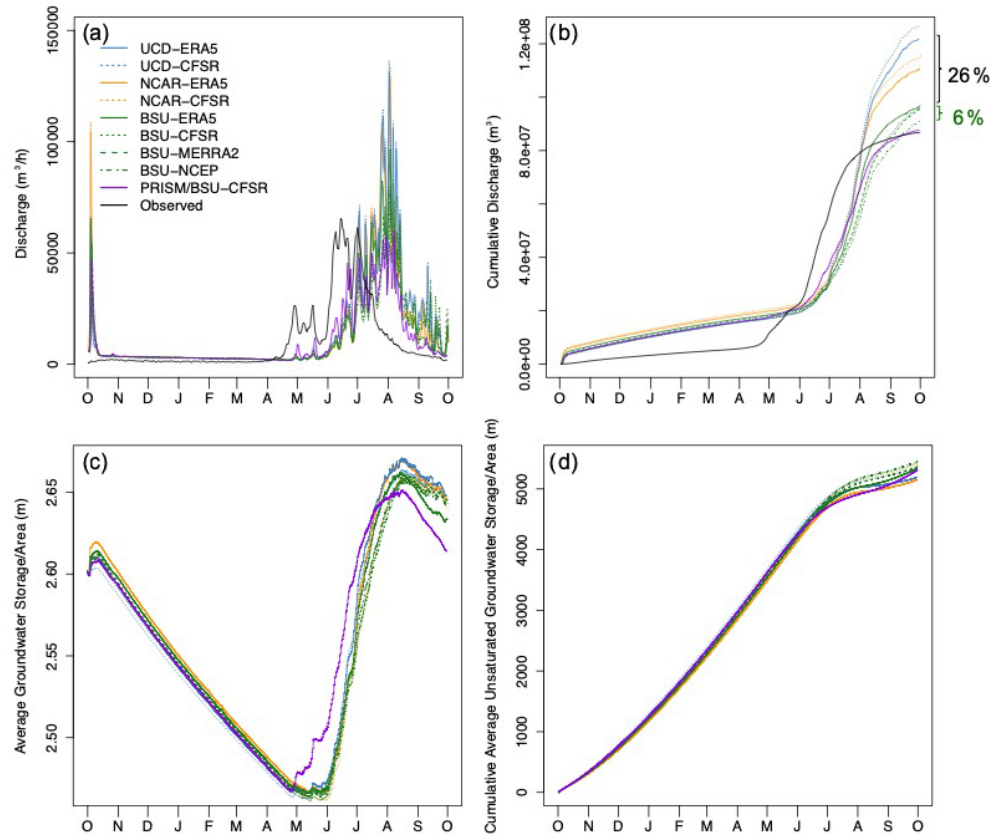 (a)
Discharge (m³/h)
150000
100000
50000
0
UCD−ERA5
UCD−CFSR
NCAR−ERA5
NCAR−CFSR
BSU−ERA5
BSU−CFSR
BSU−MERRA2
BSU−NCEP
PRISM/BSU−CFSR
Observed
O N D J F M A M J J A O
(b)
Cumulative Discharge (m³)
1.2e+08
8.0e+07
4.0e+07
0.0e+00
26%
6%
O N D J F M A M J J A O
(c)
Average Groundwater Storage/Area (m)
2.65
2.60
2.55
2.50
O N D J F M A M J J A O
(d)
Cumulative Average Unsaturated Groundwater Storage/Area (m)
5000
4000
3000
2000
1000
0
O N D J F M A M J J A O